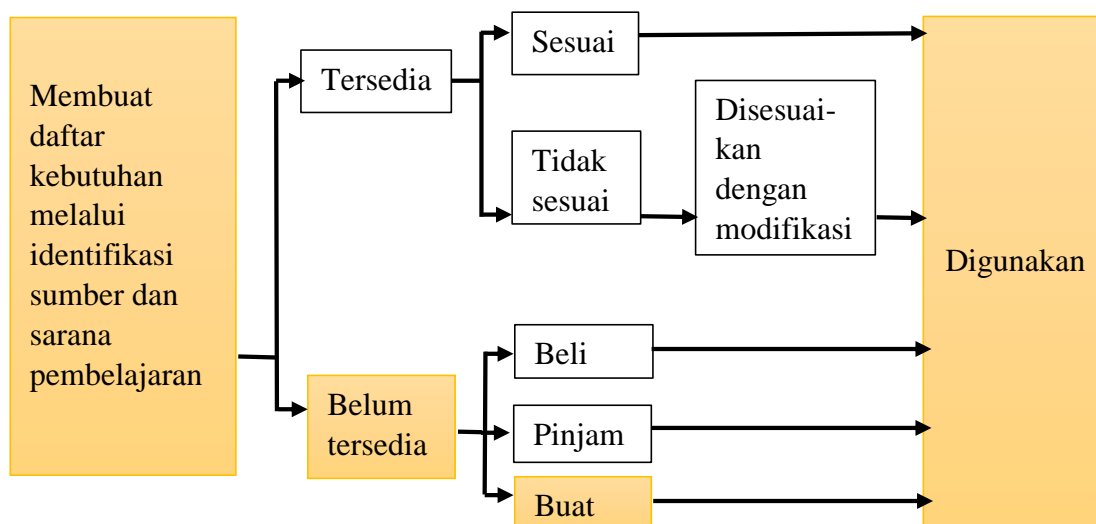 Membuat
daftar
kebutuhan
melalui
identifikasi
sumber dan
sarana
pembelajaran
Tersedia
Sesuai
Tidak
sesuai
Disesuai-
kan
dengan
modifikasi
Belum
tersedia
Beli
Pinjam
Buat
Digunakan